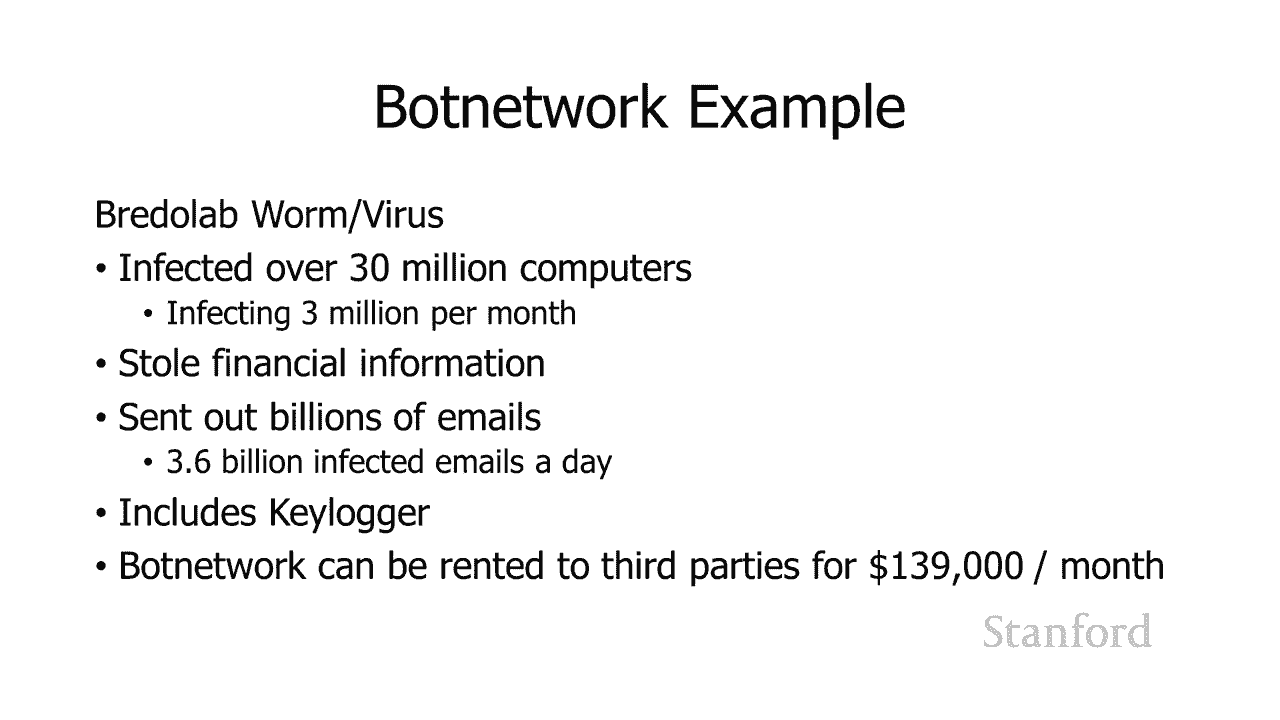 Botnetwork Example
Bredolab Worm/Virus
• Infected over 30 million computers
• Infecting 3 million per month
• Stole financial information
• Sent out billions of emails
• 3.6 billion infected emails a day
• Includes Keylogger
• Botnetwork can be rented to third parties for $139,000 / month
Stanford